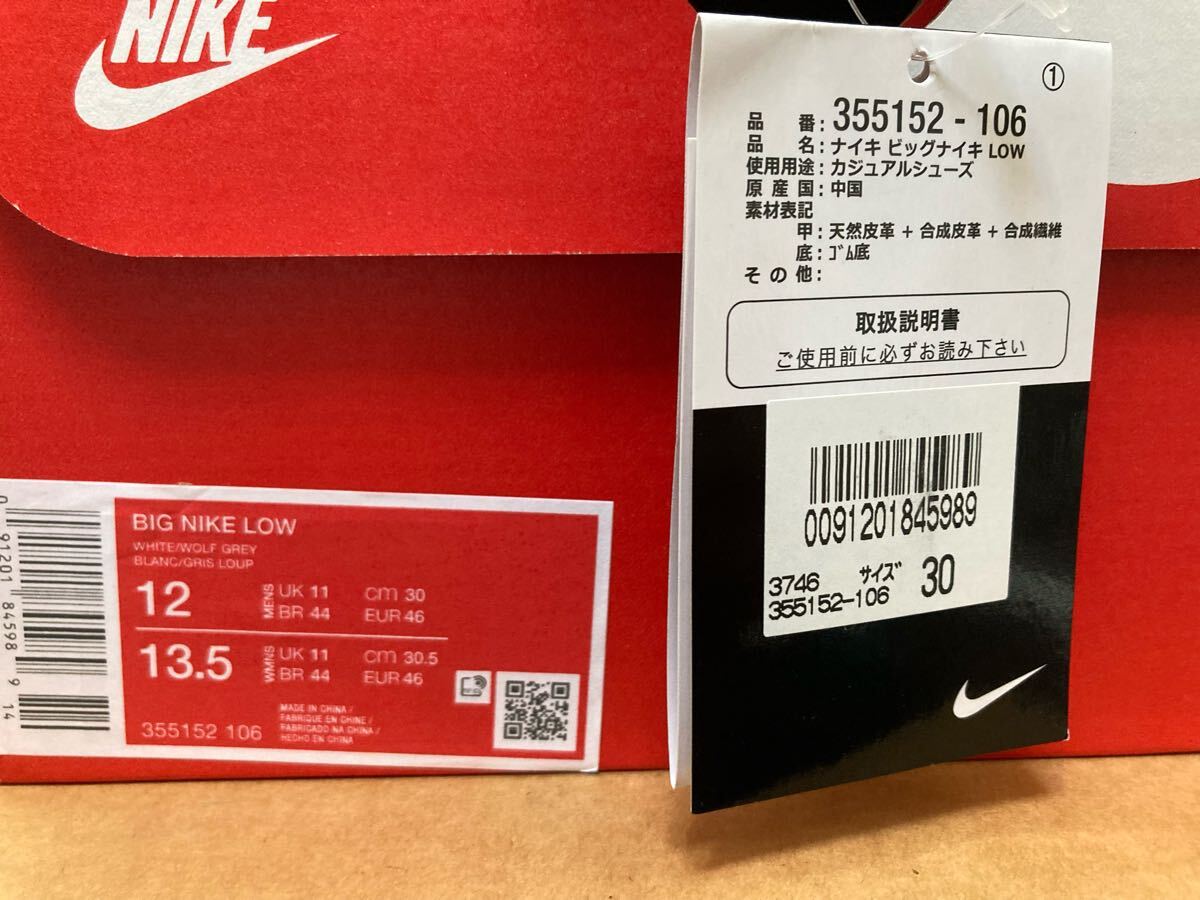 NIKE
①
品 番: 355152 - 106
品 名: ナイキ ビッグナイキ LOW
使用用途: カジュアルシューズ
原 産 国: 中国
素材表記
甲: 天然皮革 + 合成皮革 + 合成繊維
底: ゴム底
そ の 他:
取扱説明書
ご使用前に必ずお読み下さい
0091201845989
3746 サイズ 30
355152-106
0 91201 84598 9 14
BIG NIKE LOW
WHITE/WOLF GREY
BLANC/GRIS LOUP
12 MENS UK 11 cm 30
BR 44 EUR 46
13.5 WMNS UK 11 cm 30.5
BR 44 EUR 46
355152 106
MADE IN CHINA /
FABRIQUE EN CHINE /
FABRICADO NA CHINA /
HECHO EN CHINA